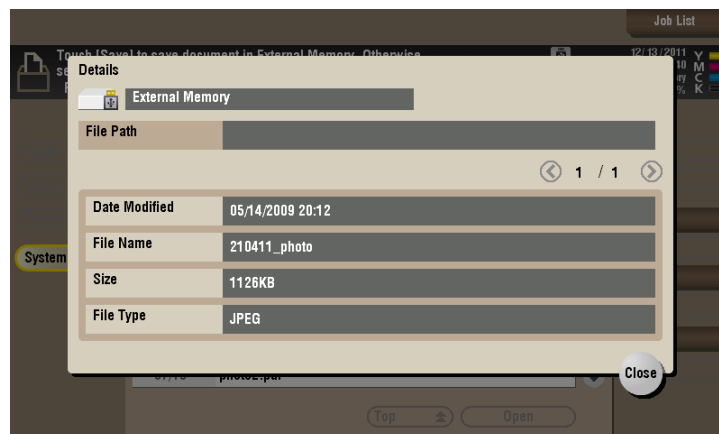 Job List
Touch [Save] to save document in External Memory. Otherwise
12/13/2011
Y
M
C
K
Details
External Memory
File Path
1 / 1
Date Modified
05/14/2009 20:12
File Name
210411_photo
Size
1126KB
File Type
JPEG
System
Close
photo2.pdf
Top
Open